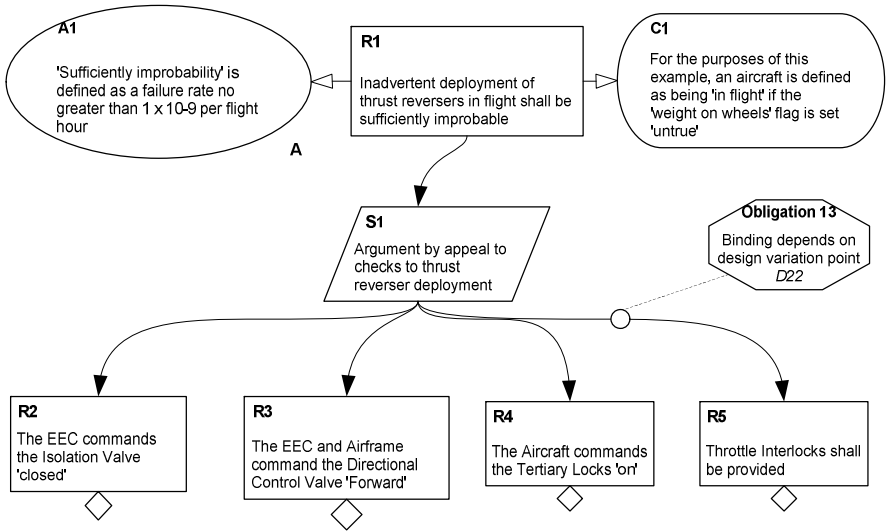 A1
'Sufficiently improbability' is
defined as a failure rate no
greater than 1 x 10-9 per flight
hour
A
R1
Inadvertent deployment of
thrust reversers in flight shall be
sufficiently improbable
C1
For the purposes of this
example, an aircraft is defined
as being 'in flight' if the
'weight on wheels' flag is set
'untrue'
S1
Argument by appeal to
checks to thrust
reverser deployment
Obligation 13
Binding depends on
design variation point
D22
R2
The EEC commands
the Isolation Valve
'closed'
R3
The EEC and Airframe
command the Directional
Control Valve 'Forward'
R4
The Aircraft commands
the Tertiary Locks 'on'
R5
Throttle Interlocks shall
be provided